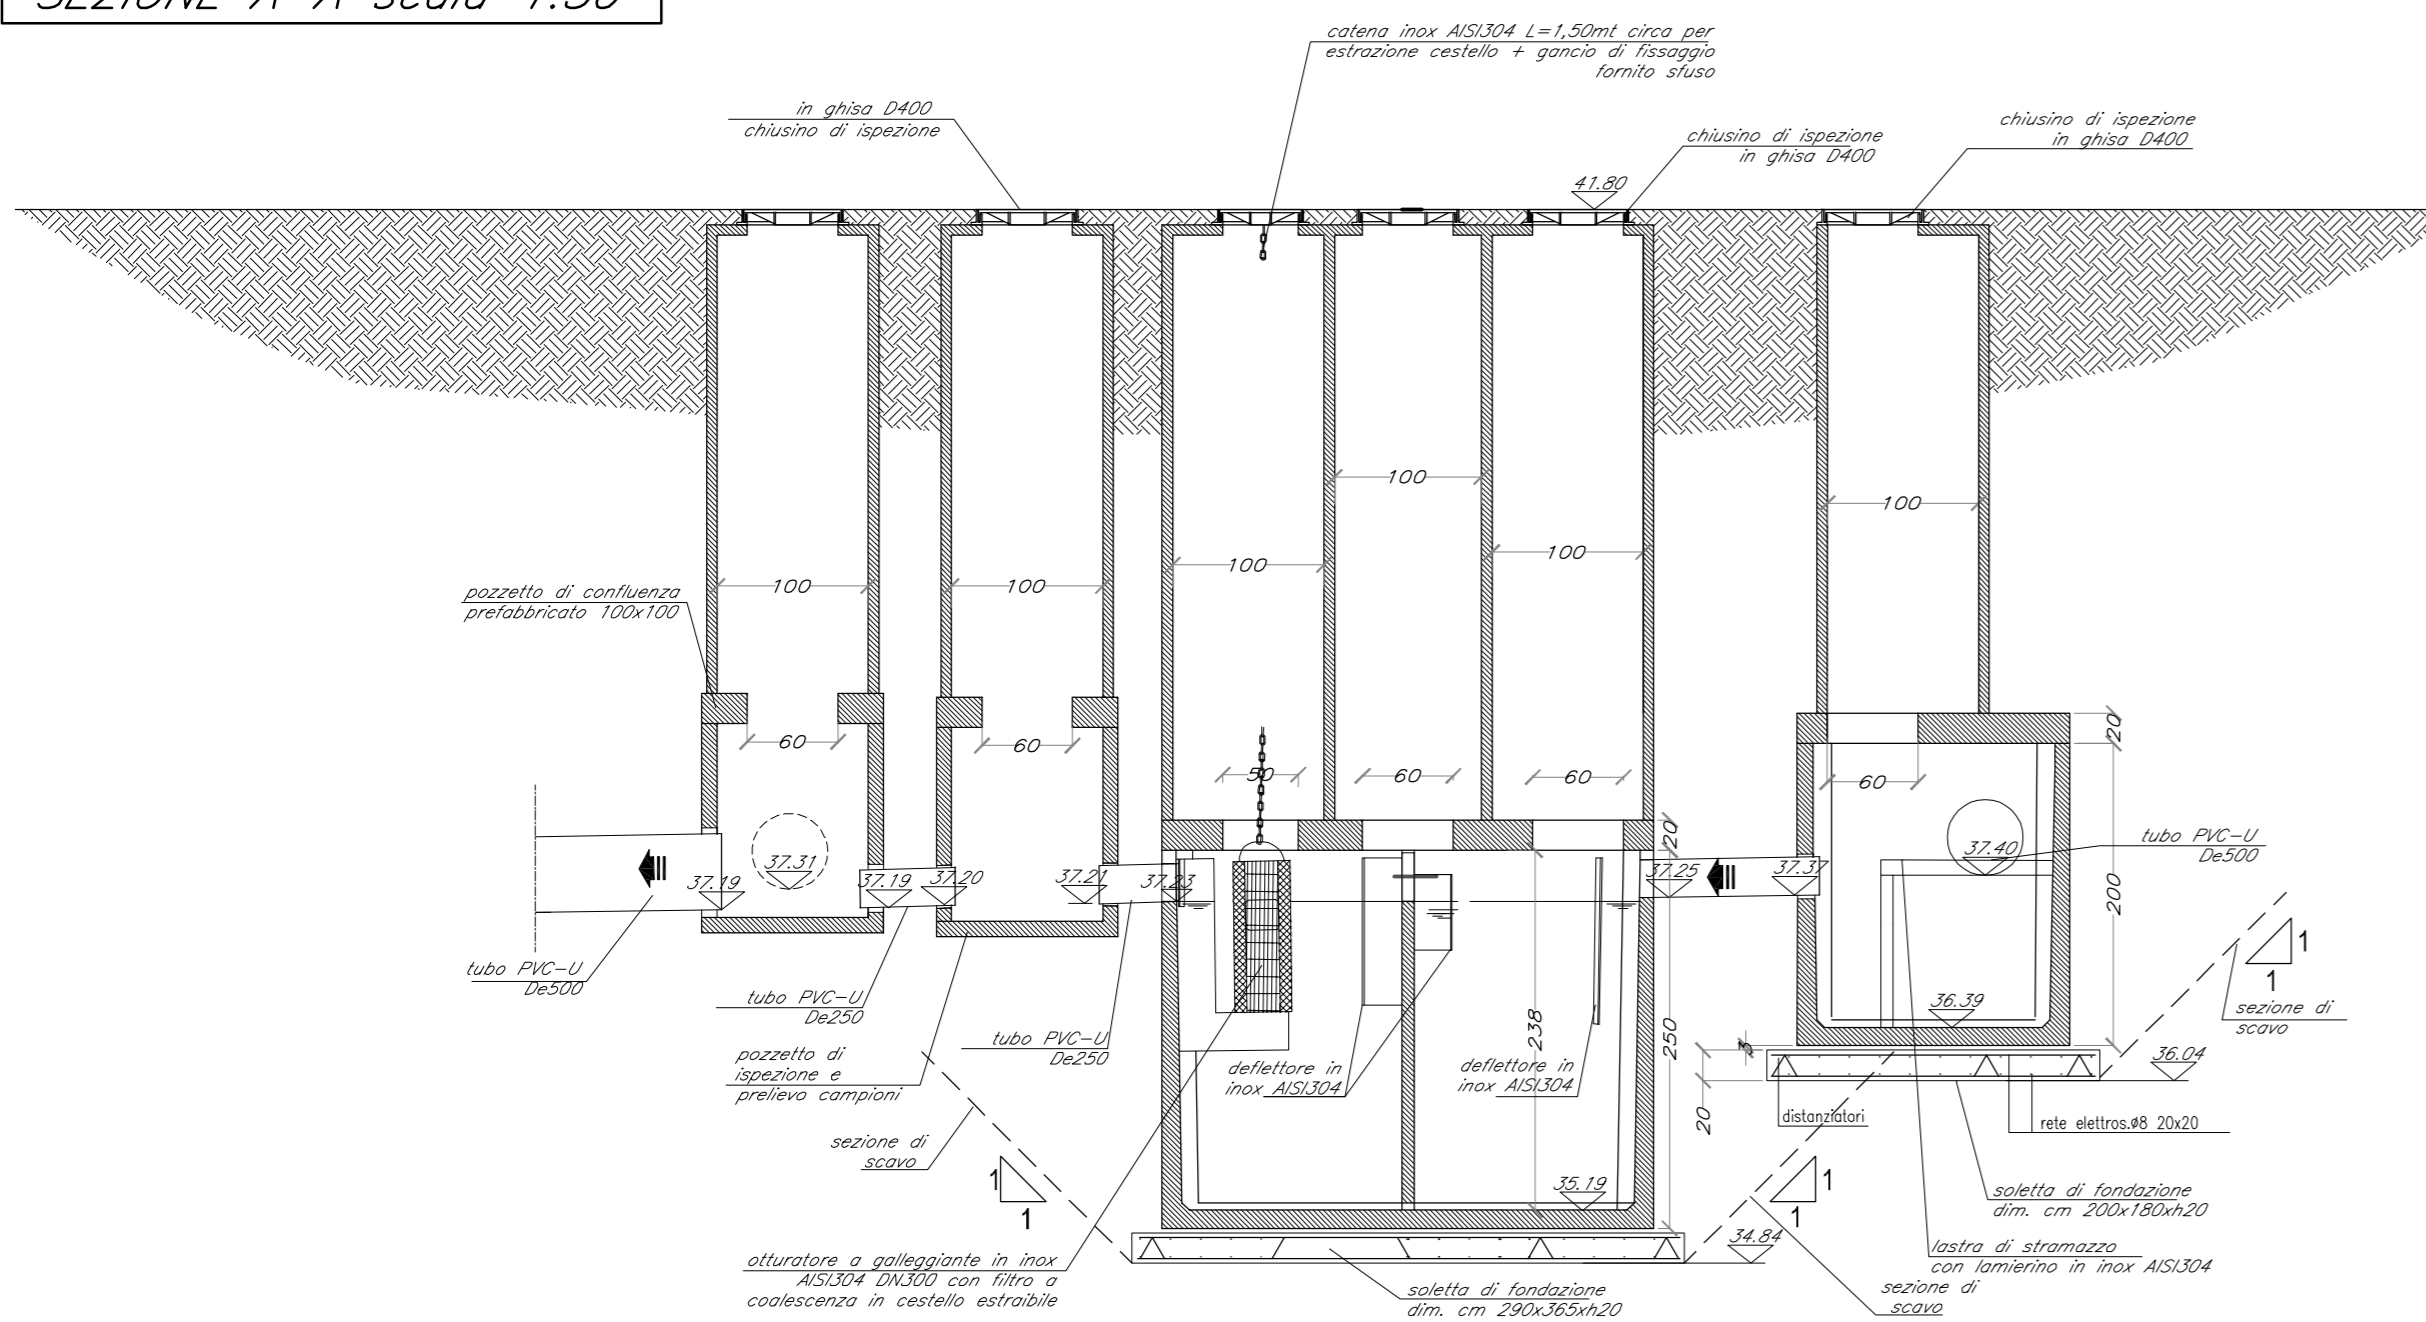 SEZIONE A-A scala 1:50
catena inox AISI304 L=1,50mt circa per
estrazione cestello + gancio di fissaggio
fornito sfuso
in ghisa D400
chiusino di ispezione
chiusino di ispezione
in ghisa D400
chiusino di ispezione
in ghisa D400
41.80
100
100
100
100
100
100
pozzetto di confluenza
prefabbricato 100x100
60
60
50
60
60
60
20
20
200
37.19
37.31
37.19
37.20
37.21
37.23
37.25
37.37
37.40
tubo PVC-U
De500
tubo PVC-U
De500
tubo PVC-U
De250
tubo PVC-U
De250
pozzetto di
ispezione e
prelievo campioni
deflettore in
inox AISI304
deflettore in
inox AISI304
238
250
36.39
1
1
sezione di
scavo
36.04
20
distanziatori
rete elettros.ø8 20x20
sezione di
scavo
1
1
35.19
1
1
soletta di fondazione
dim. cm 200x180xh20
34.84
lastra di stramazzo
con lamierino in inox AISI304
otturatore a galleggiante in inox
AISI304 DN300 con filtro a
coalescenza in cestello estraibile
soletta di fondazione
dim. cm 290x365xh20
sezione di
scavo